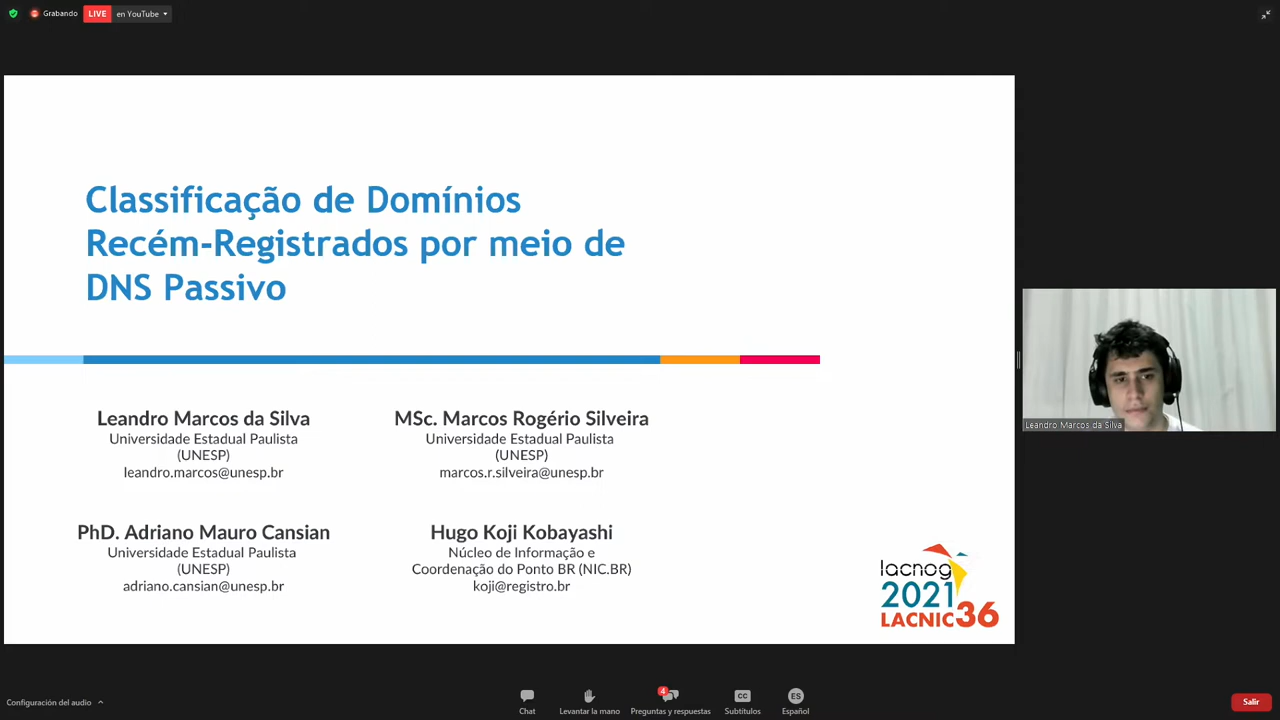 Grabando
LIVE
en YouTube
Classificação de Domínios
Recém-Registrados por meio de
DNS Passivo
Leandro Marcos da Silva
Universidade Estadual Paulista
(UNESP)
leandro.marcos@unesp.br
MSc. Marcos Rogério Silveira
Universidade Estadual Paulista
(UNESP)
marcos.r.silveira@unesp.br
PhD. Adriano Mauro Cansian
Universidade Estadual Paulista
(UNESP)
adriano.cansian@unesp.br
Hugo Koji Kobayashi
Núcleo de Informação e
Coordenação do Ponto BR (NIC.BR)
koji@registro.br
lacnog
2021
LACNIC36
Leandro Marcos da Silva
Configuración del audio
Chat
Levantar la mano
4
Preguntas y respuestas
CC
Subtítulos
ES
Español
Salir